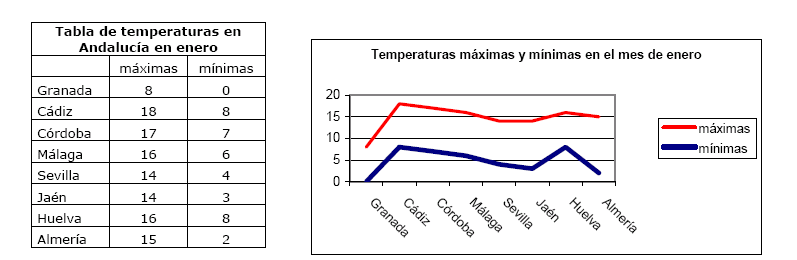 Tabla de temperaturas en
Andalucía en enero
máximas mínimas
Granada 8 0
Cádiz 18 8
Córdoba 17 7
Málaga 16 6
Sevilla 14 4
Jaén 14 3
Huelva 16 8
Almería 15 2
Temperaturas máximas y mínimas en el mes de enero
20
15
10
5
0
Granada
Cádiz
Córdoba
Málaga
Sevilla
Jaén
Huelva
Almería
máximas
mínimas